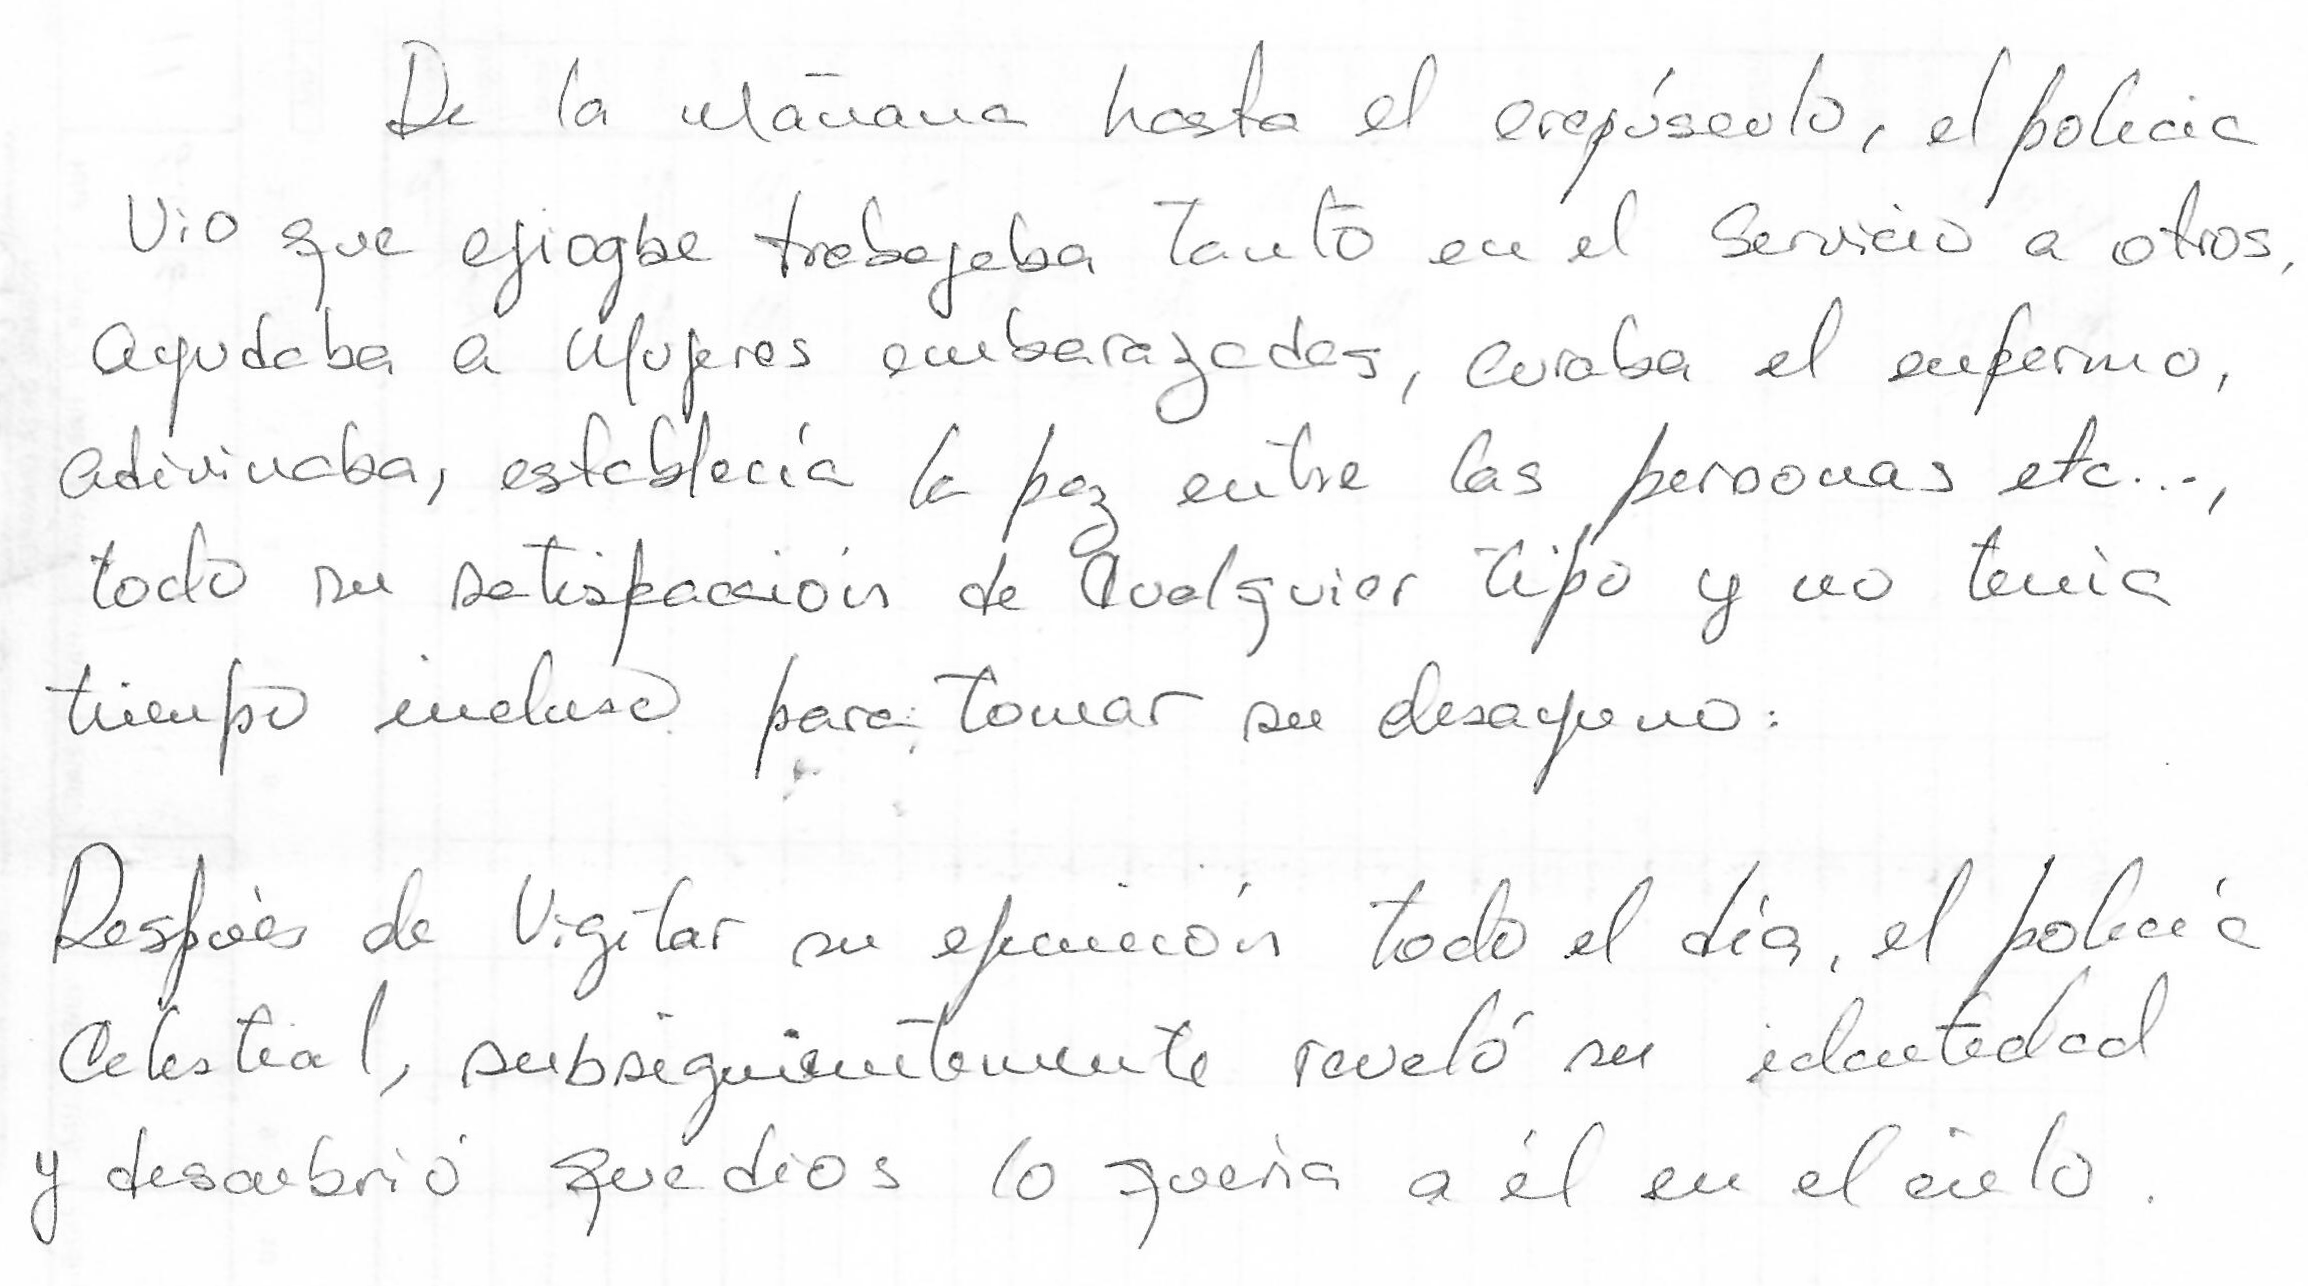 De la mañana hasta el crepúsculo, el policia
vio que ejiogbe trabajaba tanto en el servicio a otros,
ayudaba a mujeres embarazadas, curaba el enfermo,
adivinaba, establecía la paz entre las personas etc...,
todo su satisfacción de cualquier tipo y no tenia
tiempo incluso para tomar su desayuno:
Despúes de vigilar su ejecución todo el día, el policía
celestial, subsiguientemente reveló su identidad
y descubrió que dios lo quería a él en el cielo.